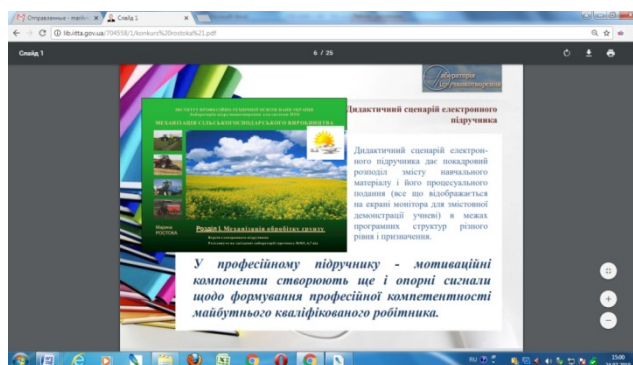 Отправленные - mail
Слайд 1
lib.iitta.gov.ua/704558/1/konkurs%20rostoka%21.pdf
Слайд 1
6 / 25
Лабораторія
підручникотворення
Дидактичний сценарій електронного
підручника
МЕХАНІЗАЦІЯ СІЛЬСЬКОГОСПОДАРСЬКОГО ВИРОБНИЦТВА
Марина
РОСТОКА
Розділ І. Механізація обробітку ґрунту
Дидактичний сценарій електрон-
ного підручника дає покадровий
розподіл змісту навчального
матеріалу і його процесуального
подання (все що відображається
на екрані монітора для змістовної
демонстрації учневі) в межах
програмних структур різного
рівня і призначення.
У професійному підручнику - мотиваційні
компоненти створюють ще і опорні сигнали
щодо формування професійної компетентності
майбутнього кваліфікованого робітника.
RU
15:00